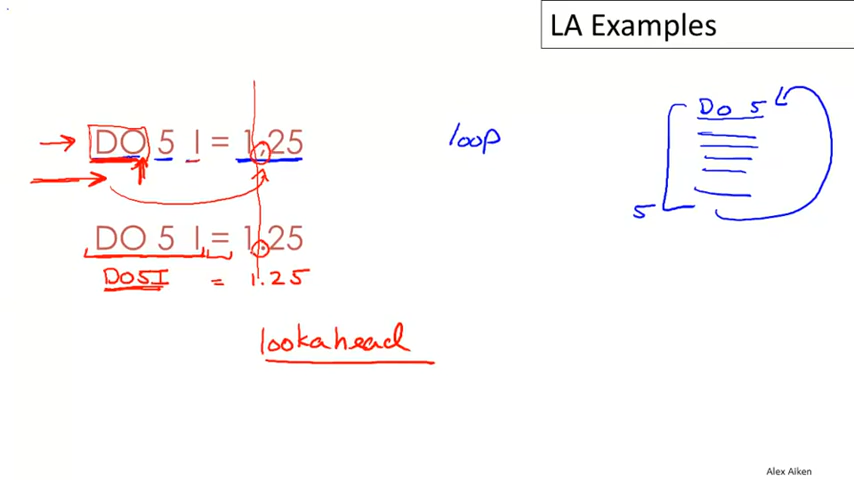 LA Examples
DO 5 I = 1,25
loop
Do 5
5
DO 5 I = 1.25
DO5I = 1.25
lookahead
Alex Aiken